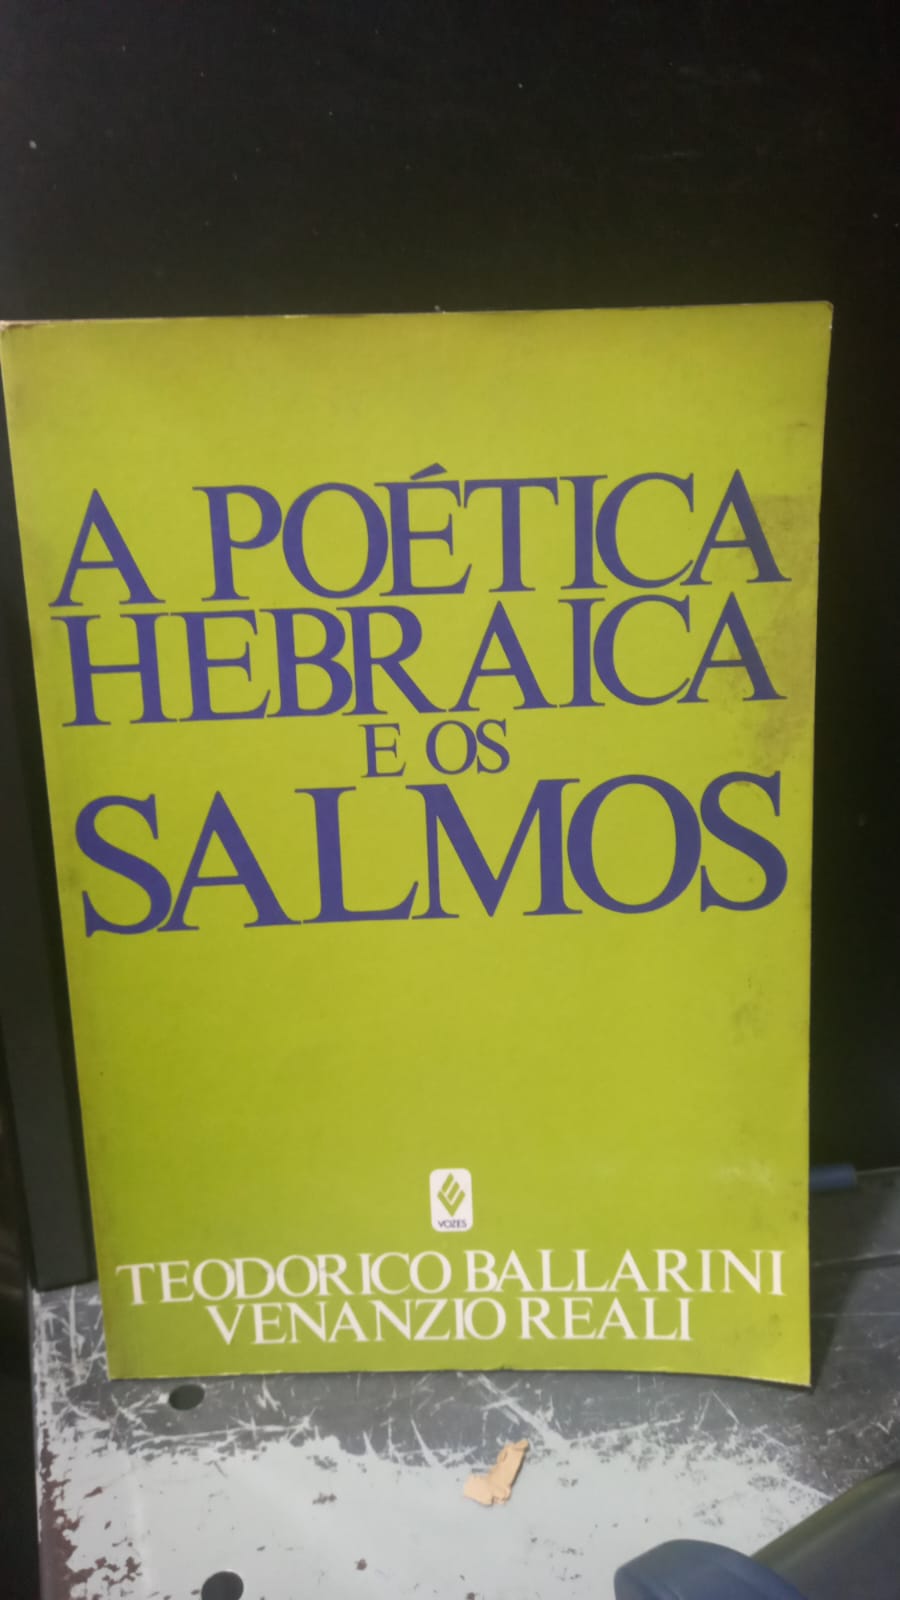 A POÉTICA
HEBRAICA
E OS
SALMOS
VOZES
TEODORICO BALLARINI
VENANZIO REALI